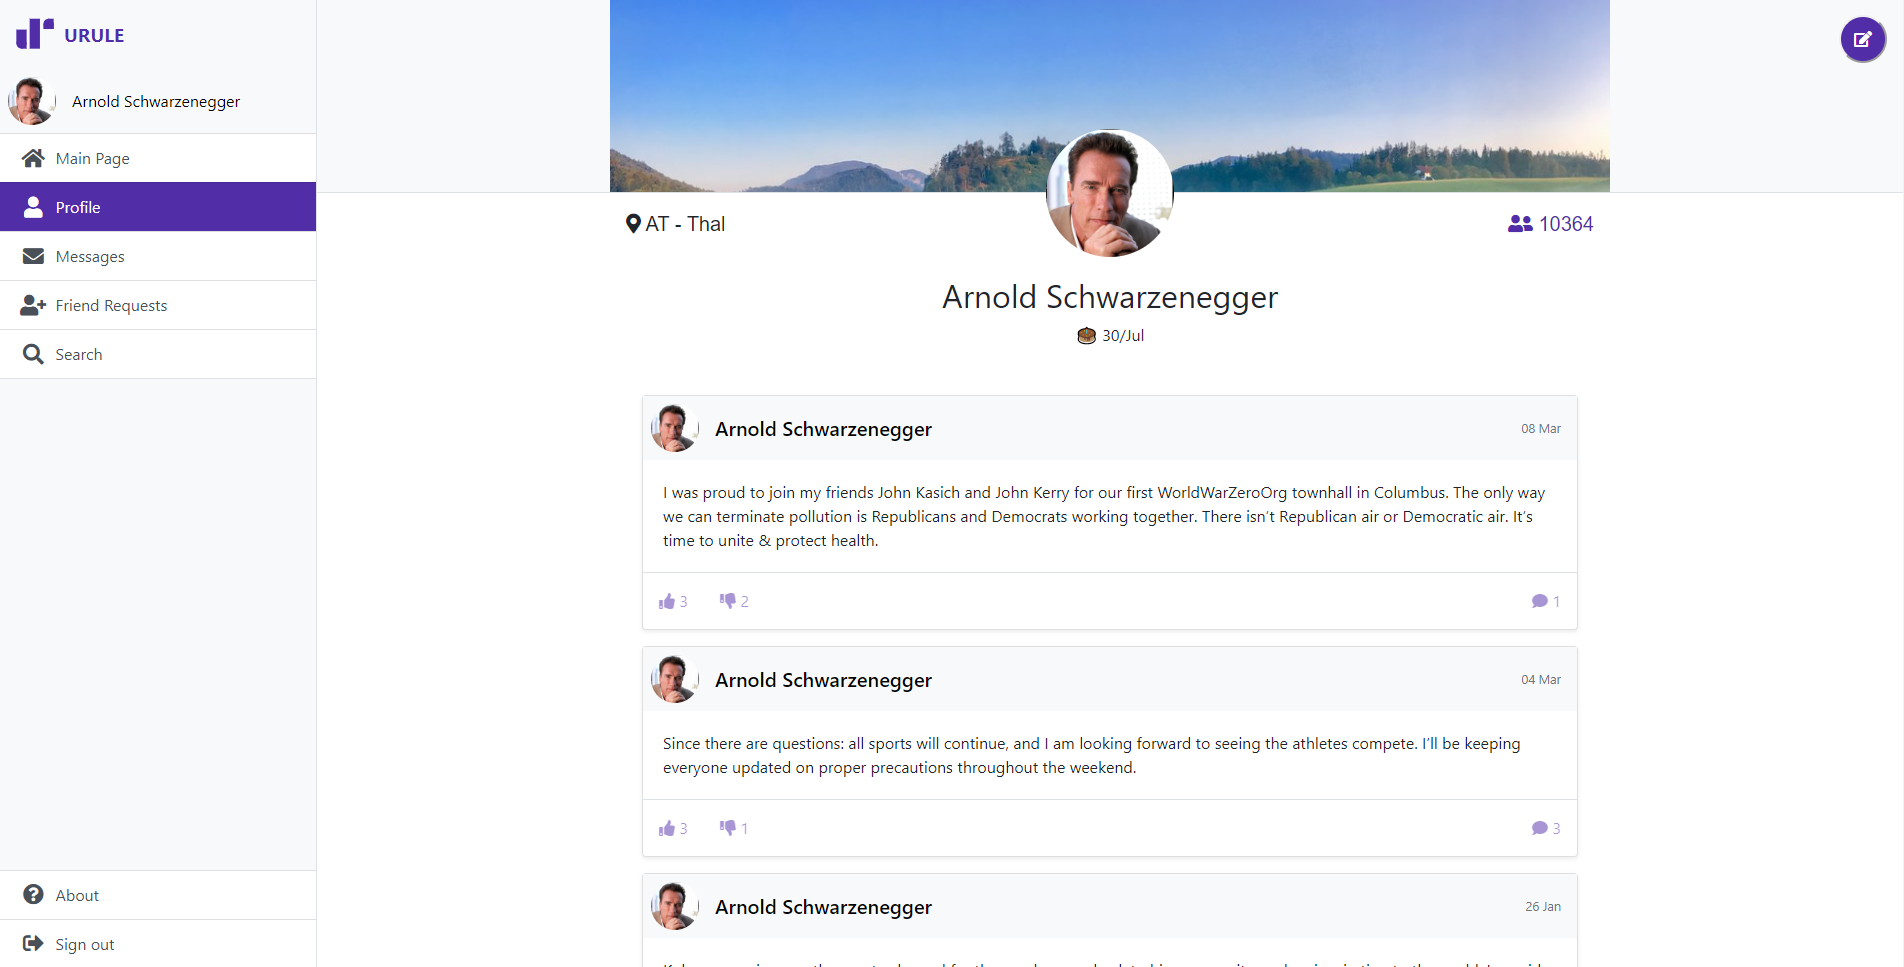 URULE
Arnold Schwarzenegger
Main Page
Profile
Messages
Friend Requests
Search
About
Sign out
AT - Thal
10364
Arnold Schwarzenegger
30/Jul
Arnold Schwarzenegger
08 Mar
I was proud to join my friends John Kasich and John Kerry for our first WorldWarZeroOrg townhall in Columbus. The only way
we can terminate pollution is Republicans and Democrats working together. There isn't Republican air or Democratic air. It's
time to unite & protect health.
3 2 1
Arnold Schwarzenegger
04 Mar
Since there are questions: all sports will continue, and I am looking forward to seeing the athletes compete. I'll be keeping
everyone updated on proper precautions throughout the weekend.
3 1 3
Arnold Schwarzenegger
26 Jan